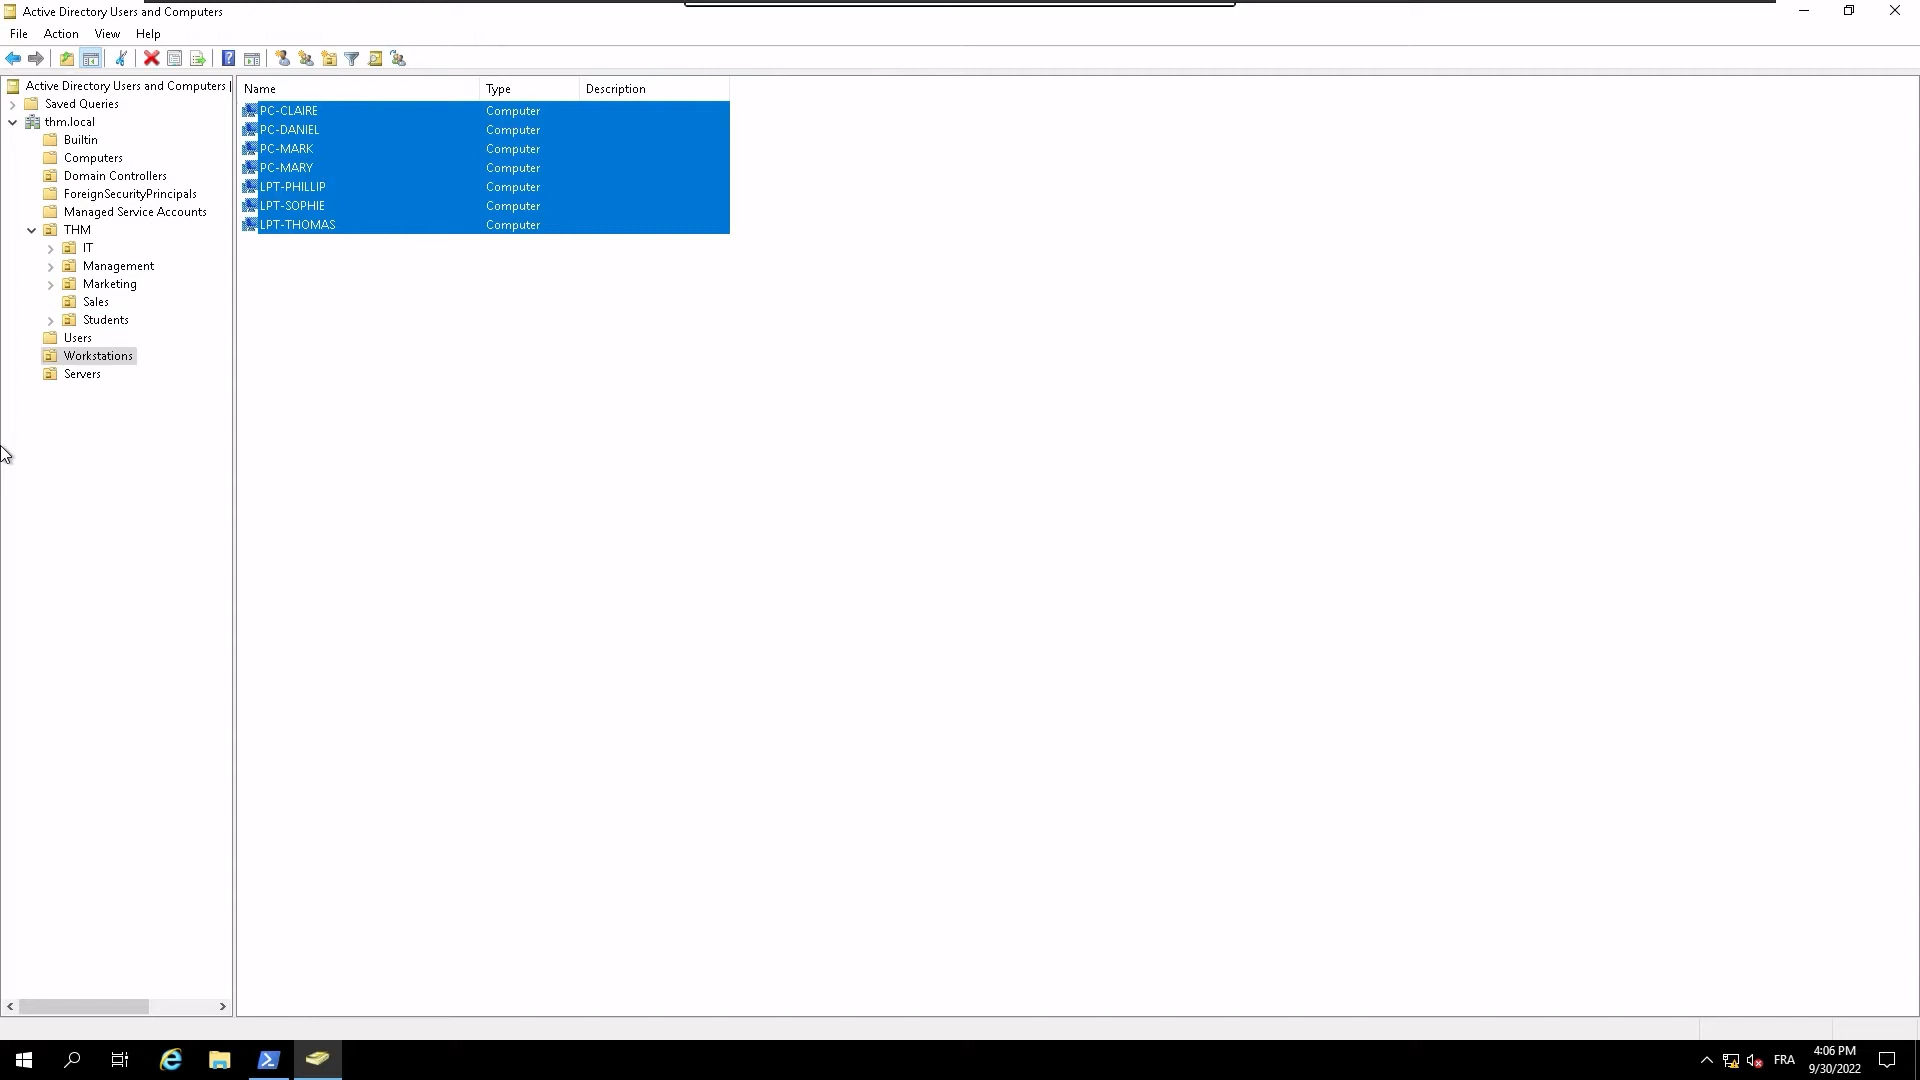 Active Directory Users and Computers
File Action View Help
Active Directory Users and Computers
Saved Queries
thm.local
Builtin
Computers
Domain Controllers
ForeignSecurityPrincipals
Managed Service Accounts
THM
IT
Management
Marketing
Sales
Students
Users
Workstations
Servers
Name Type Description
PC-CLAIRE Computer
PC-DANIEL Computer
PC-MARK Computer
PC-MARY Computer
LPT-PHILLIP Computer
LPT-SOPHIE Computer
LPT-THOMAS Computer
FRA
4:06 PM
9/30/2022